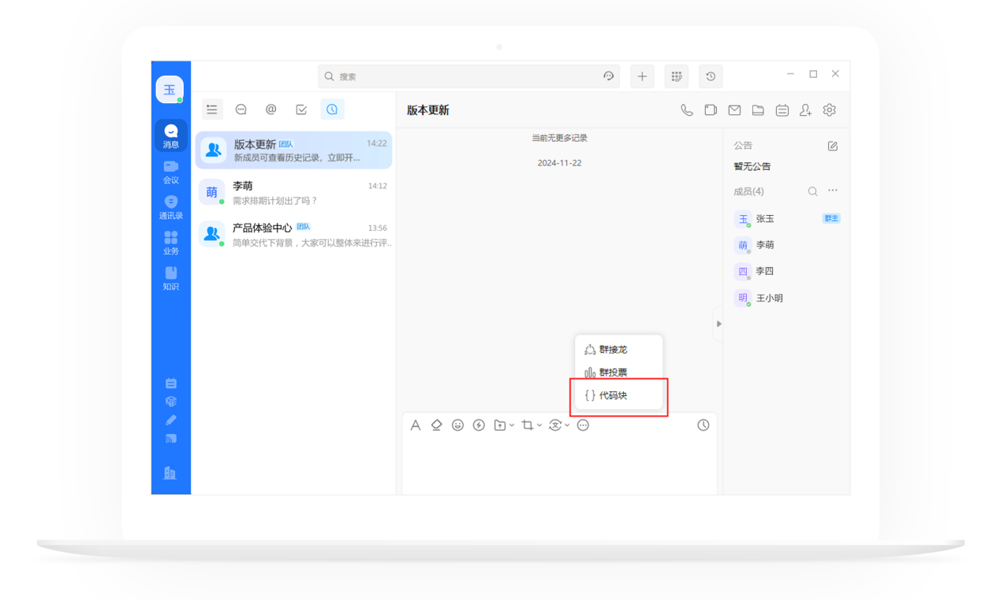 玉
搜索
消息
会议
通讯录
业务
知识
@
版本更新 团队 14:22
新成员可查看历史记录，立即开...
萌
李萌 14:12
需求排期计划出了吗？
产品体验中心 团队 13:56
简单交代下背景，大家可以整体来进行评..
版本更新
当前无更多记录
2024-11-22
群接龙
群投票
{ } 代码块
A
文
公告
暂无公告
成员(4)
玉 张玉 群主
萌 李萌
四 李四
明 王小明